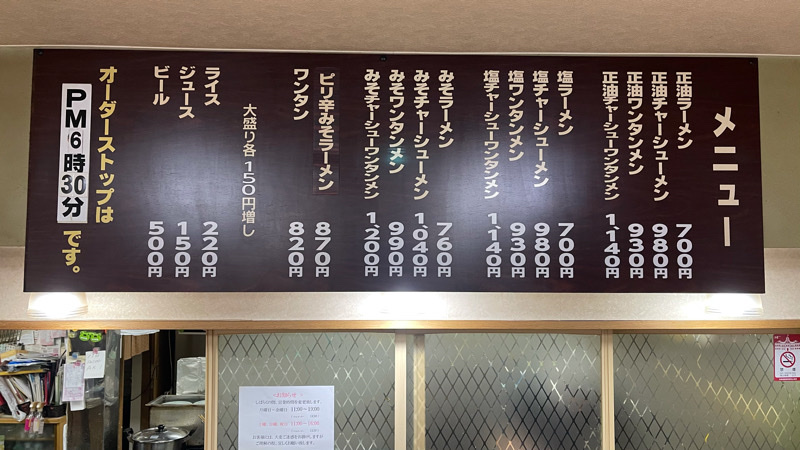 メニュー
正油ラーメン 700円
正油チャーシューメン 980円
正油ワンタンメン 930円
正油チャーシューワンタンメン 1,140円
塩ラーメン 700円
塩チャーシューメン 980円
塩ワンタンメン 930円
塩チャーシューワンタンメン 1,140円
みそラーメン 760円
みそチャーシューメン 1,040円
みそワンタンメン 990円
みそチャーシューワンタンメン 1,200円
ピリ辛みそラーメン 870円
ワンタン 820円
大盛り各150円増し
ライス 220円
ジュース 150円
ビール 500円
オーダーストップは
PM6時30分
です。
お知らせ